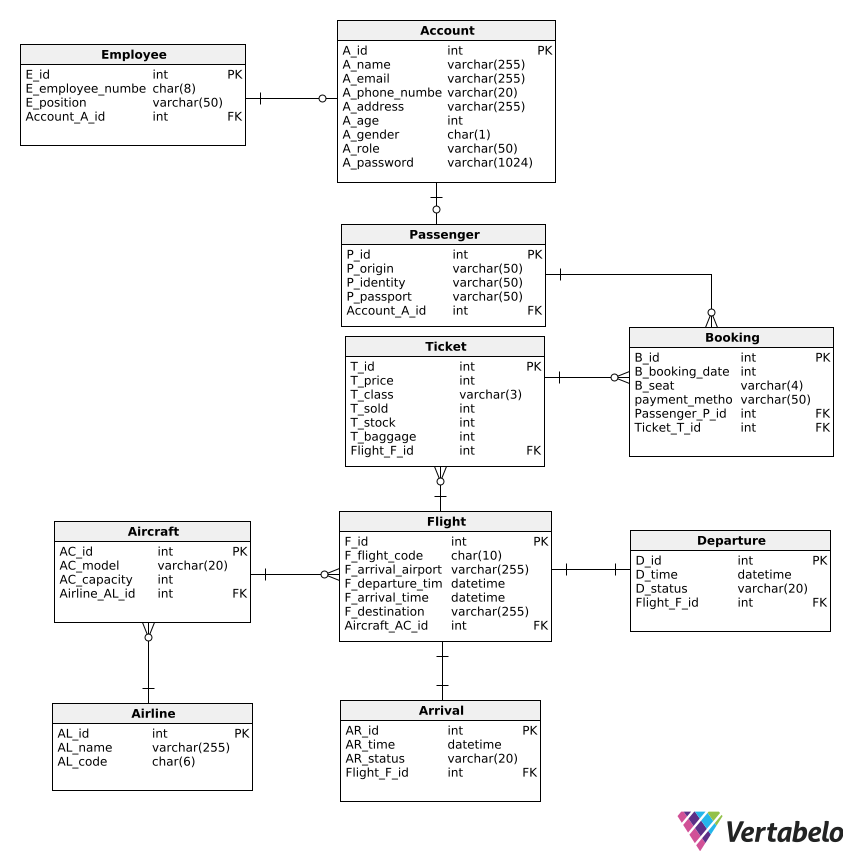 Account
A_id int PK
A_name varchar(255)
A_email varchar(255)
A_phone_numbe varchar(20)
A_address varchar(255)
A_age int
A_gender char(1)
A_role varchar(50)
A_password varchar(1024)
Employee
E_id int PK
E_employee_numbe char(8)
E_position varchar(50)
Account_A_id int FK
Passenger
P_id int PK
P_origin varchar(50)
P_identity varchar(50)
P_passport varchar(50)
Account_A_id int FK
Booking
B_id int PK
B_booking_date int
B_seat varchar(4)
payment_metho varchar(50)
Passenger_P_id int FK
Ticket_T_id int FK
Ticket
T_id int PK
T_price int
T_class varchar(3)
T_sold int
T_stock int
T_baggage int
Flight_F_id int FK
Aircraft
AC_id int PK
AC_model varchar(20)
AC_capacity int
Airline_AL_id int FK
Flight
F_id int PK
F_flight_code char(10)
F_arrival_airport varchar(255)
F_departure_tim datetime
F_arrival_time datetime
F_destination varchar(255)
Aircraft_AC_id int FK
Departure
D_id int PK
D_time datetime
D_status varchar(20)
Flight_F_id int FK
Airline
AL_id int PK
AL_name varchar(255)
AL_code char(6)
Arrival
AR_id int PK
AR_time datetime
AR_status varchar(20)
Flight_F_id int FK
Vertabelo